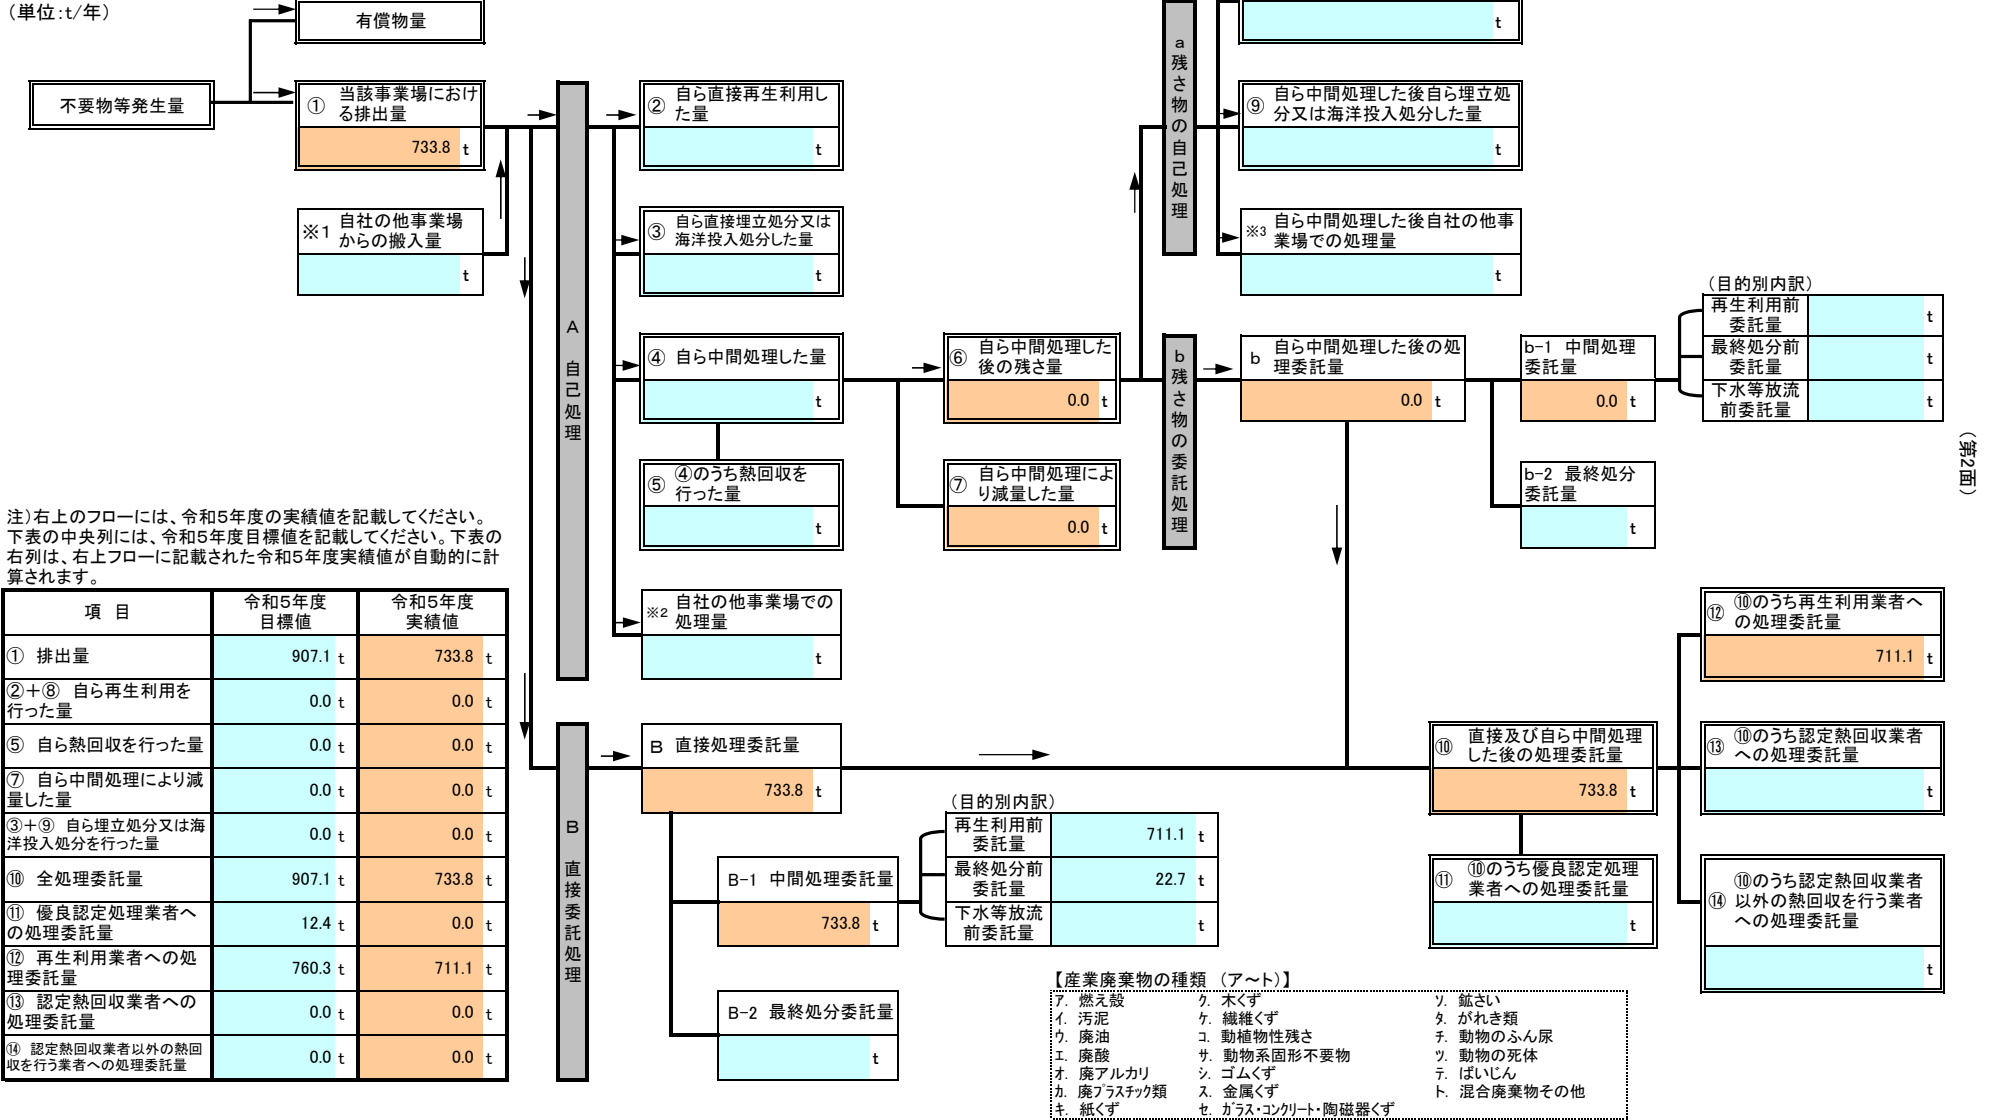 （単位：t/年）
有償物量
t
不要物等発生量
① 当該事業場におけ
る排出量
733.8 t
※1 自社の他事業場
からの搬入量
t
A 自己処理
② 自ら直接再生利用し
た量
t
③ 自ら直接埋立処分又は
海洋投入処分した量
t
④ 自ら中間処理した量
t
⑤ ④のうち熱回収を
行った量
t
※2 自社の他事業場での
処理量
t
⑥ 自ら中間処理した
後の残さ量
0.0 t
⑦ 自ら中間処理によ
り減量した量
0.0 t
a 残さ物の自己処理
⑨ 自ら中間処理した後自ら埋立処
分又は海洋投入処分した量
t
※3 自ら中間処理した後自社の他事
業場での処理量
t
b 残さ物の委託処理
b 自ら中間処理した後の処
理委託量
0.0 t
b-1 中間処理
委託量
0.0 t
b-2 最終処分
委託量
t
（目的別内訳）
再生利用前
委託量
t
最終処分前
委託量
t
下水等放流
前委託量
t
（第2面）
注）右上のフローには、令和5年度の実績値を記載してください。
下表の中央列には、令和5年度目標値を記載してください。下表の
右列は、右上フローに記載された令和5年度実績値が自動的に計
算されます。
項 目 令和5年度
目標値 令和5年度
実績値
① 排出量 907.1 t 733.8 t
②＋⑧ 自ら再生利用を
行った量 0.0 t 0.0 t
⑤ 自ら熱回収を行った量 0.0 t 0.0 t
⑦ 自ら中間処理により減
量した量 0.0 t 0.0 t
③＋⑨ 自ら埋立処分又は海
洋投入処分を行った量 0.0 t 0.0 t
⑩ 全処理委託量 907.1 t 733.8 t
⑪ 優良認定処理業者へ
の処理委託量 12.4 t 0.0 t
⑫ 再生利用業者への処
理委託量 760.3 t 711.1 t
⑬ 認定熱回収業者への
処理委託量 0.0 t 0.0 t
⑭ 認定熱回収業者以外の熱回
収を行う業者への処理委託量 0.0 t 0.0 t
B 直接委託処理
B 直接処理委託量
733.8 t
B-1 中間処理委託量
733.8 t
B-2 最終処分委託量
t
（目的別内訳）
再生利用前
委託量
711.1 t
最終処分前
委託量
22.7 t
下水等放流
前委託量
t
⑩ 直接及び自ら中間処理
した後の処理委託量
733.8 t
⑪ ⑩のうち優良認定処理
業者への処理委託量
t
⑫ ⑩のうち再生利用業者へ
の処理委託量
711.1 t
⑬ ⑩のうち認定熱回収業者
への処理委託量
t
⑭ ⑩のうち認定熱回収業者
以外の熱回収を行う業者
への処理委託量
t
【産業廃棄物の種類 （ア～ト）】
ア. 燃え殻 ク. 木くず ソ. 鉱さい
イ. 汚泥 ケ. 繊維くず タ. がれき類
ウ. 廃油 コ. 動植物性残さ チ. 動物のふん尿
エ. 廃酸 サ. 動物系固形不要物 ツ. 動物の死体
オ. 廃アルカリ シ. ゴムくず テ. ばいじん
カ. 廃プラスチック類 ス. 金属くず ト. 混合廃棄物その他
キ. 紙くず セ. ガラス・コンクリート・陶磁器くず